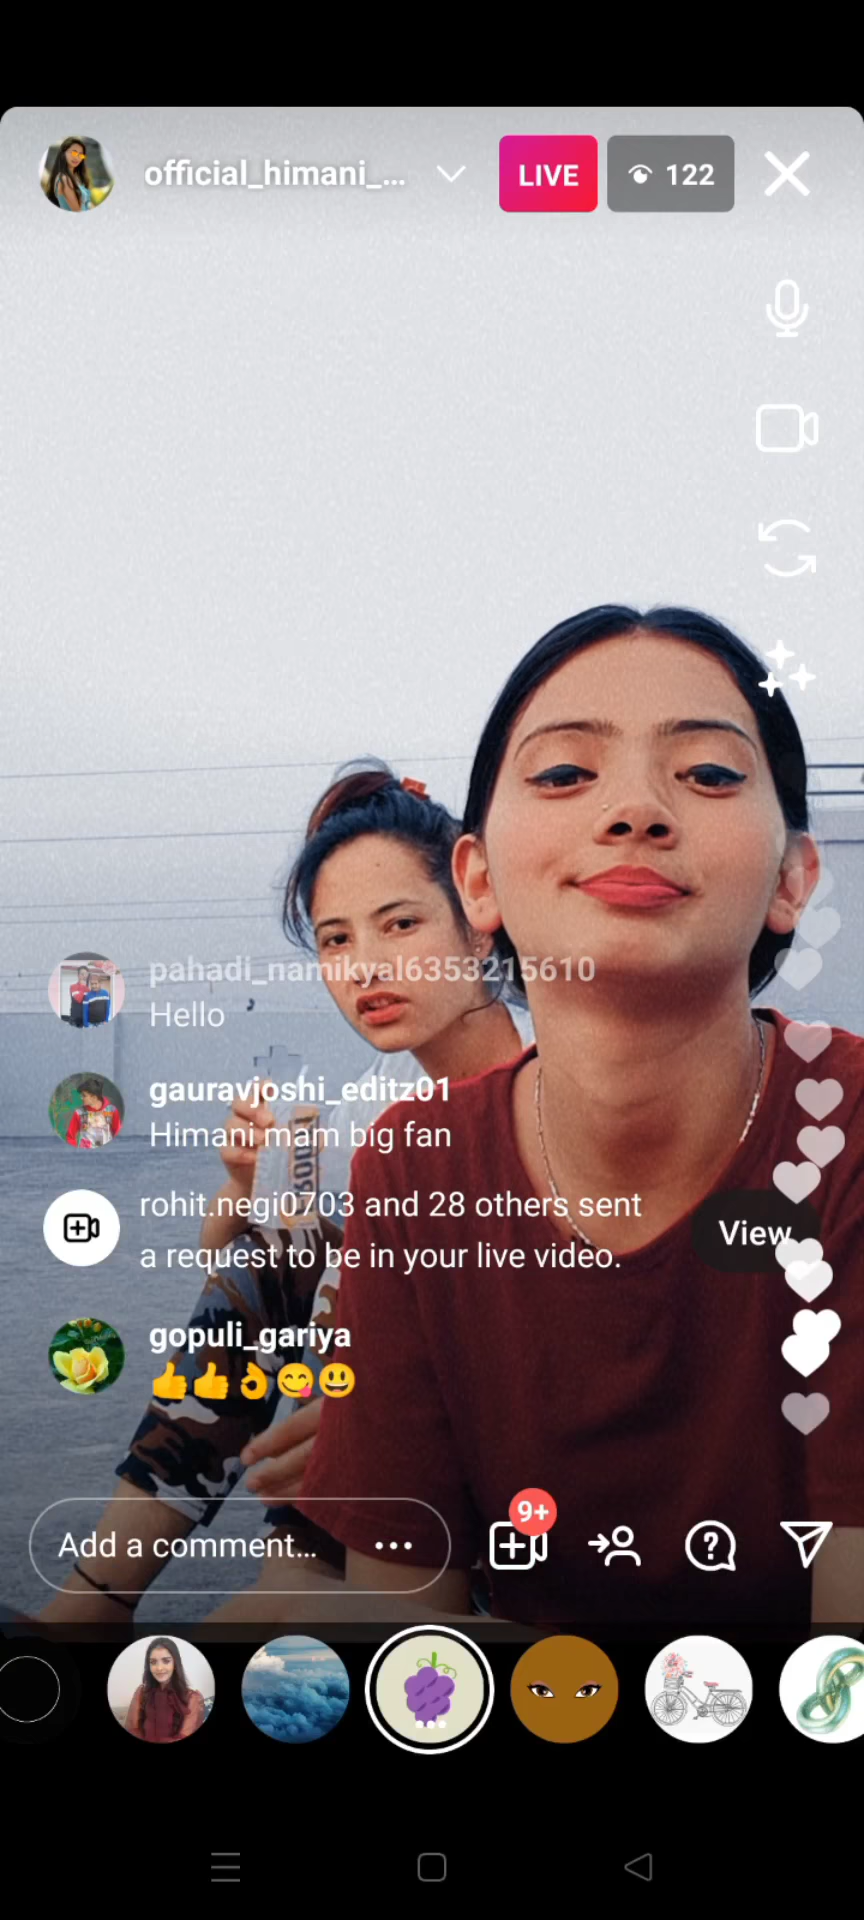 official_himani_...
LIVE
122
pahadi_namikyal6353215610
Hello
gauravjoshi_editz01
Himani mam big fan
rohit.negi0703 and 28 others sent
a request to be in your live video.
View
gopuli_gariya
👍👍👌😋😃
9+
Add a comment...